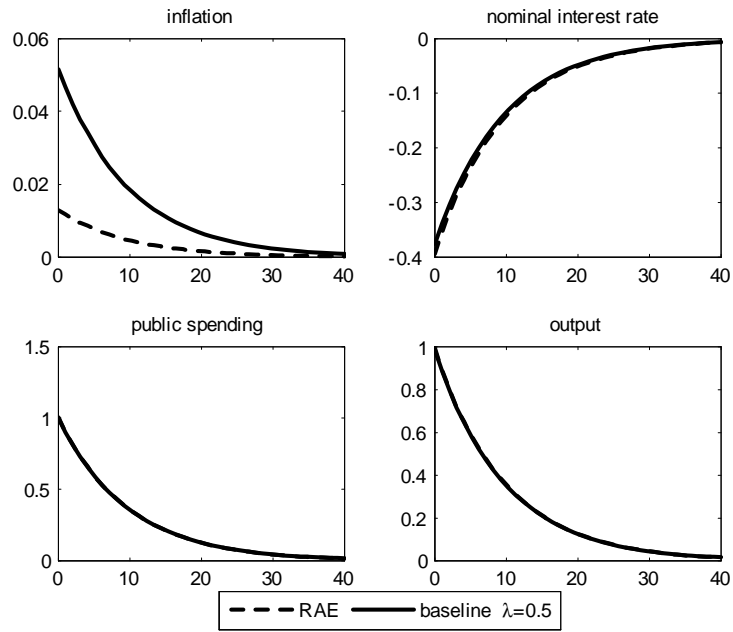 inflation
0.06
0.04
0.02
0
0 10 20 30 40
nominal interest rate
0
-0.1
-0.2
-0.3
-0.4
0 10 20 30 40
public spending
1.5
1
0.5
0
0 10 20 30 40
output
1
0.8
0.6
0.4
0.2
0
0 10 20 30 40
RAE baseline λ=0.5